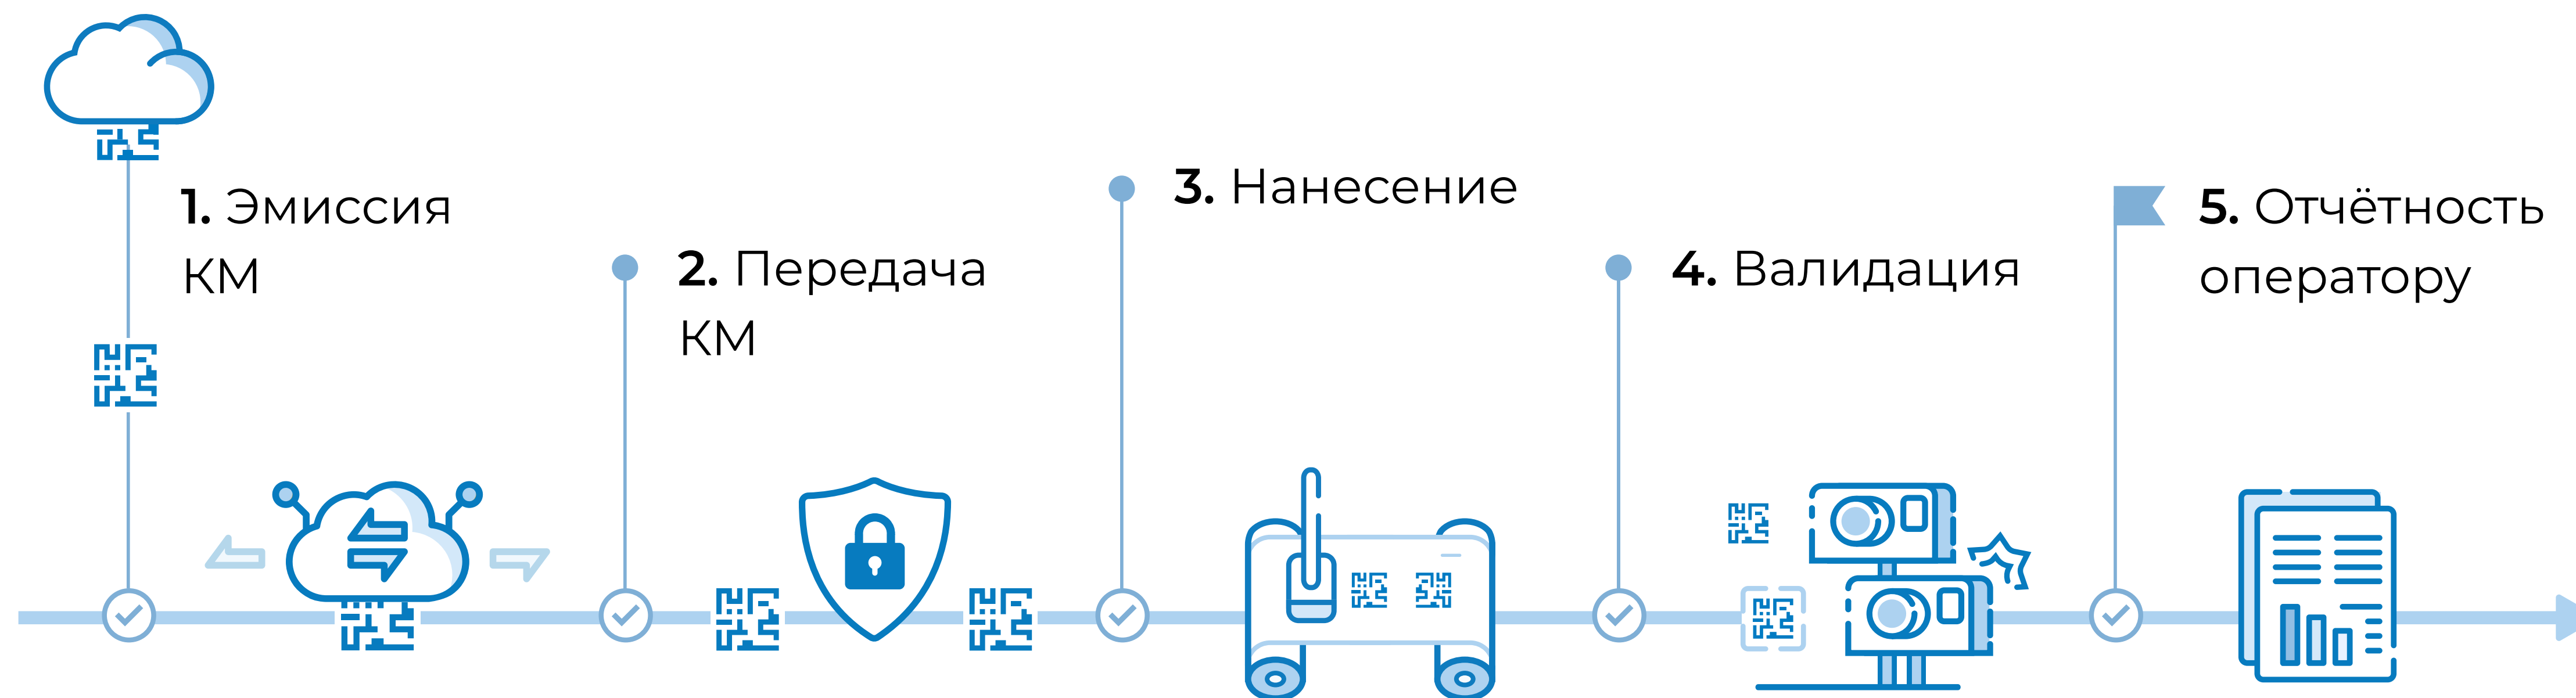 1. Эмиссия
КМ
2. Передача
КМ
3. Нанесение
4. Валидация
5. Отчётность
оператору